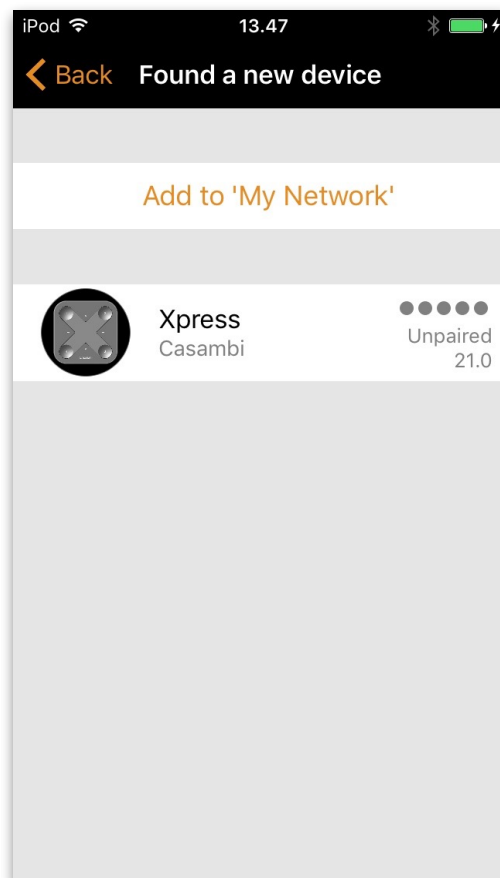 iPod 13.47
Back Found a new device
Add to 'My Network'
Xpress
Casambi
Unpaired
21.0